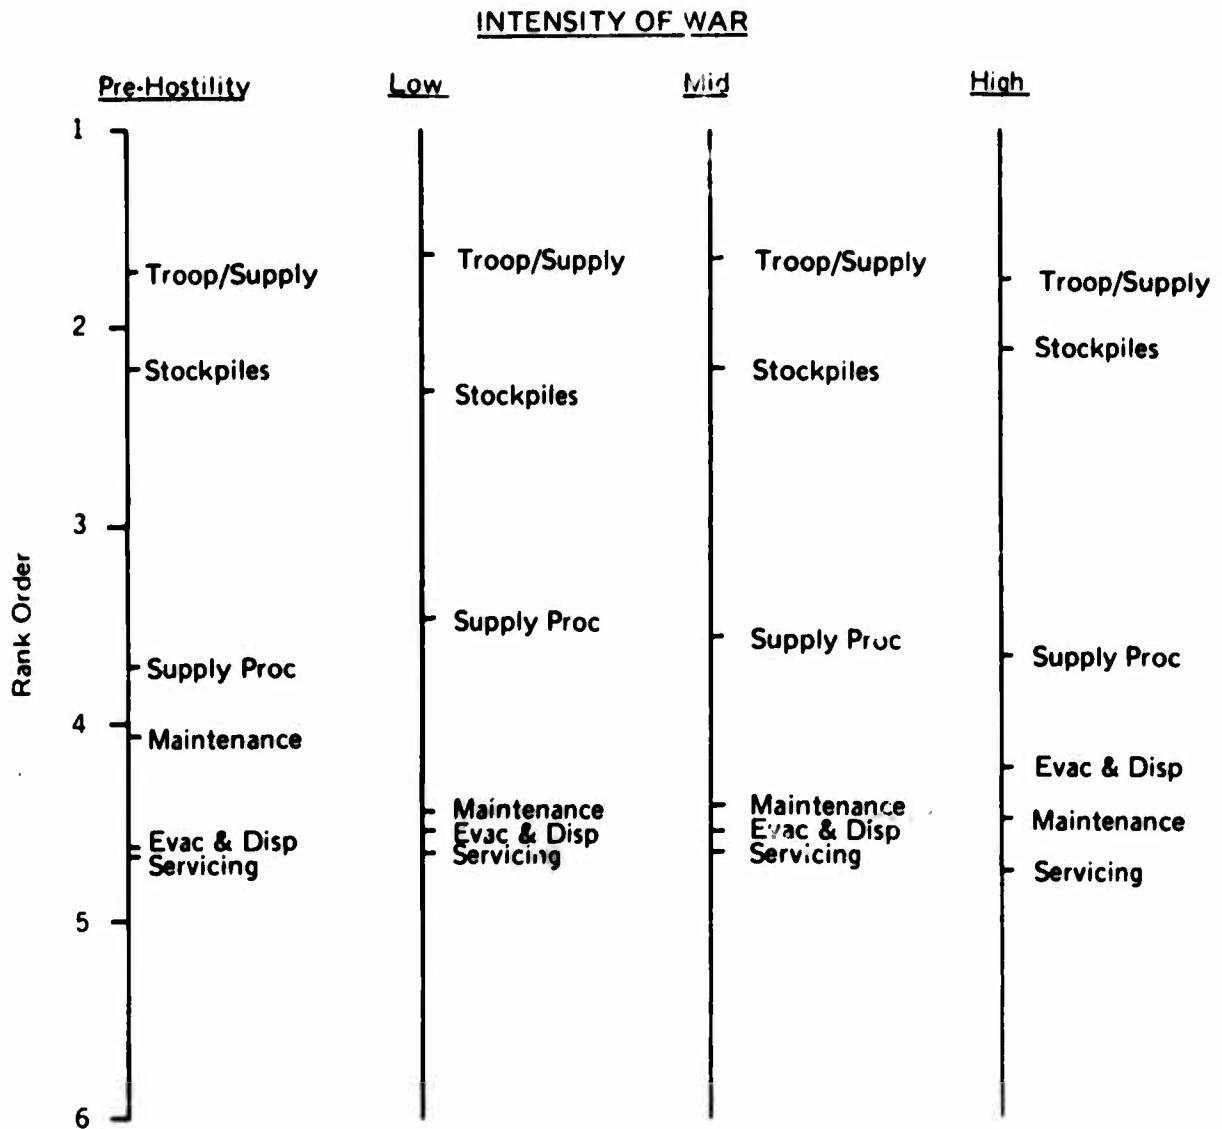 INTENSITY OF WAR
Pre-Hostility
Low
Mid
High
Rank Order
1
2
3
4
5
6
Troop/Supply
Stockpiles
Supply Proc
Maintenance
Evac & Disp
Servicing
Troop/Supply
Stockpiles
Supply Proc
Maintenance
Evac & Disp
Servicing
Troop/Supply
Stockpiles
Supply Proc
Maintenance
Evac & Disp
Servicing
Troop/Supply
Stockpiles
Supply Proc
Evac & Disp
Maintenance
Servicing